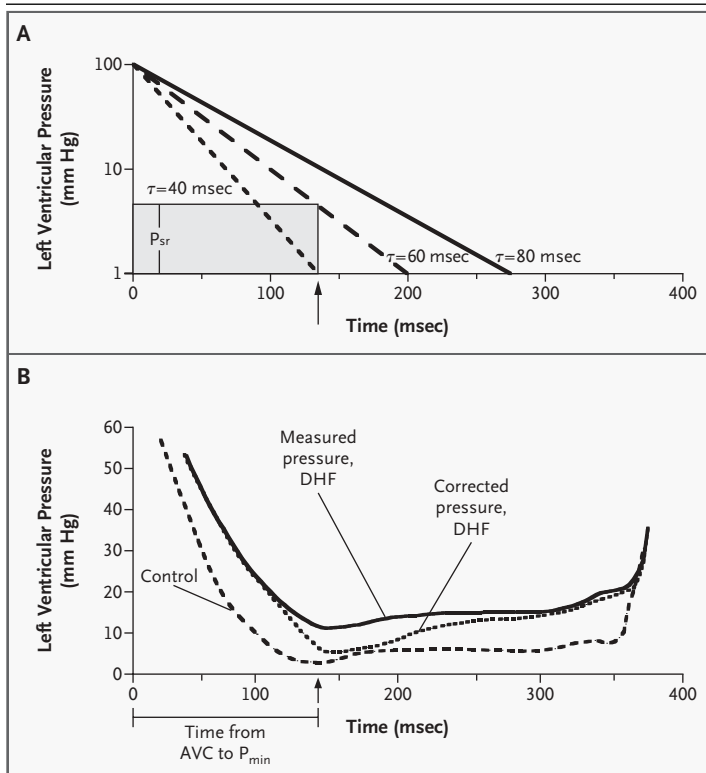 A
Left Ventricular Pressure
(mm Hg)
100
10
1
τ=40 msec
Psr
τ=60 msec
τ=80 msec
0
100
200
300
400
Time (msec)
B
Left Ventricular Pressure
(mm Hg)
60
50
40
30
20
10
0
Measured
pressure,
DHF
Corrected
pressure,
DHF
Control
0
100
200
300
400
Time (msec)
Time from
AVC to Pmin